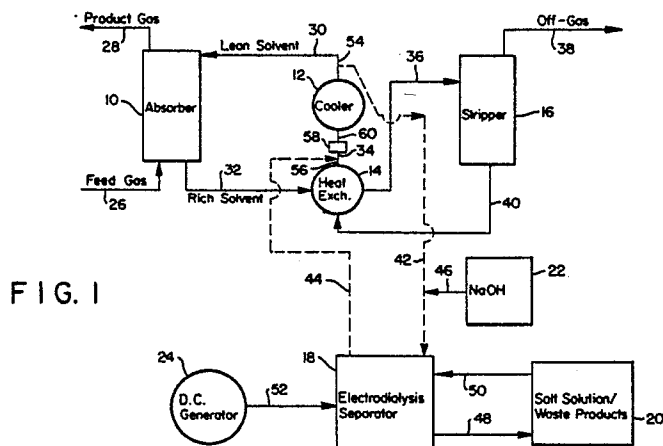 Product Gas
28
Lean Solvent
30
54
36
Off-Gas
38
12
Cooler
10
Absorber
Stripper
16
60
58
34
56
14
Heat
Exch.
Feed Gas
26
32
Rich Solvent
40
42
46
NaOH
22
FIG. 1
44
24
D.C.
Generator
52
18
Electrodialysis
Separator
50
48
Salt Solution/
Waste Products
20